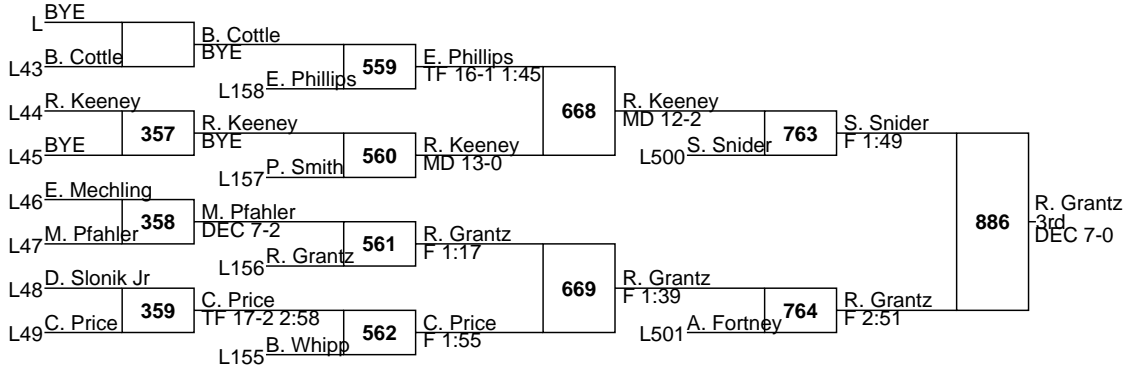 L BYE
L43 B. Cottle
B. Cottle
BYE
L158 E. Phillips
559
E. Phillips
TF 16-1 1:45
L44 R. Keeney
357
L45 BYE
R. Keeney
BYE
L157 P. Smith
560
R. Keeney
MD 13-0
668
R. Keeney
MD 12-2
L500 S. Snider
763
S. Snider
F 1:49
L46 E. Mechling
358
L47 M. Pfahler
M. Pfahler
DEC 7-2
L156 R. Grantz
561
R. Grantz
F 1:17
L48 D. Slonik Jr
359
L49 C. Price
C. Price
TF 17-2 2:58
L155 B. Whipp
562
C. Price
F 1:55
669
R. Grantz
F 1:39
L501 A. Fortney
764
R. Grantz
F 2:51
886
R. Grantz
3rd
DEC 7-0